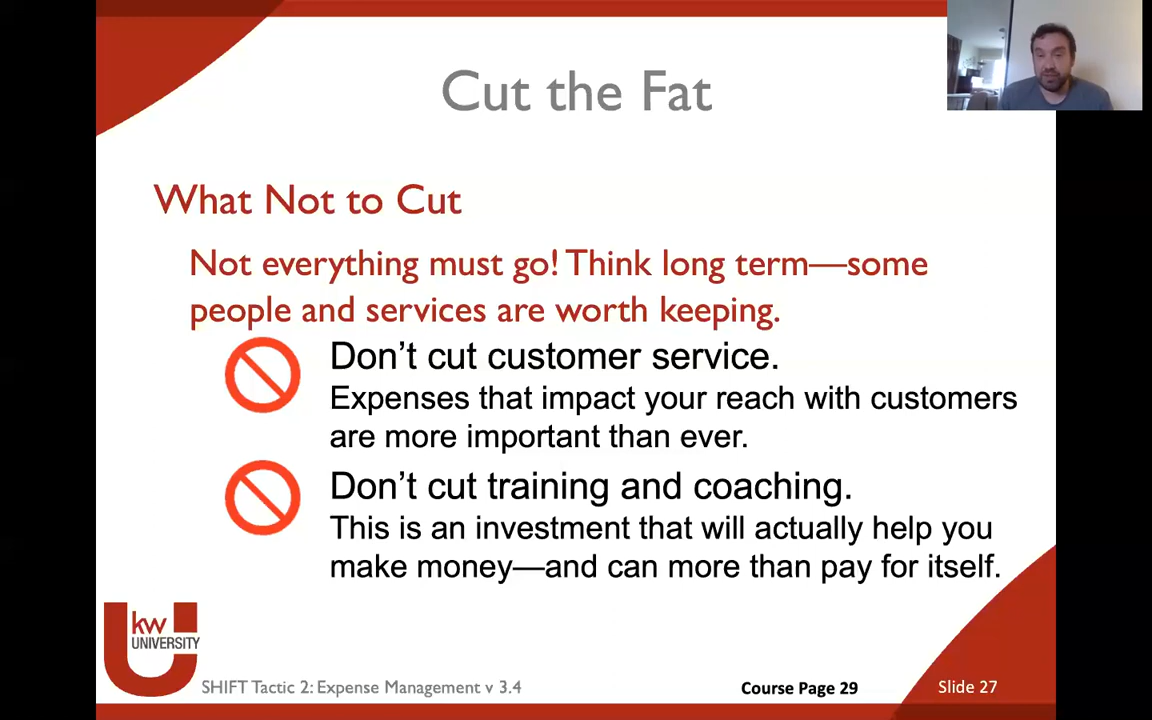 Cut the Fat
What Not to Cut
Not everything must go! Think long term—some
people and services are worth keeping.
Don’t cut customer service.
Expenses that impact your reach with customers
are more important than ever.
Don’t cut training and coaching.
This is an investment that will actually help you
make money—and can more than pay for itself.
kw
UNIVERSITY
SHIFT Tactic 2: Expense Management v 3.4
Course Page 29
Slide 27